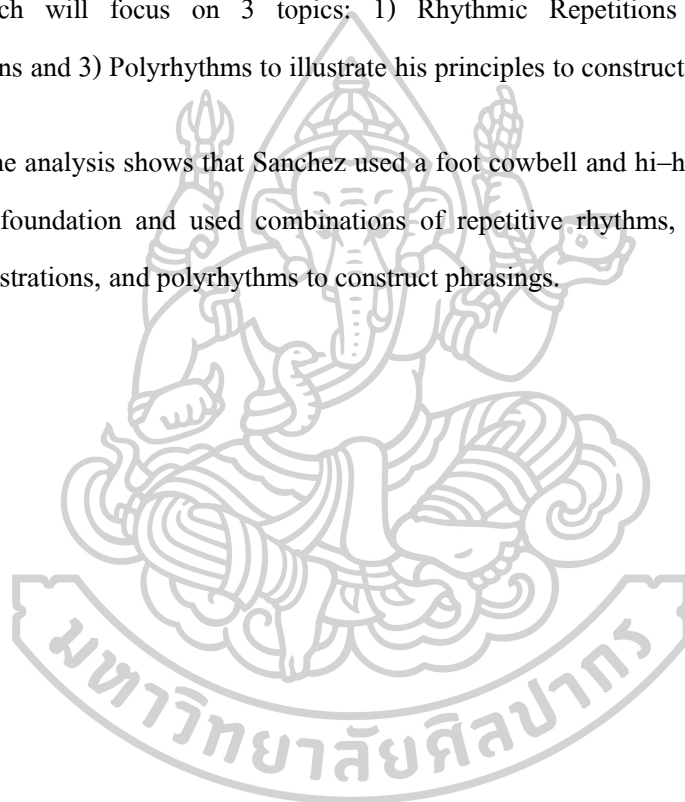 ch will focus on 3 topics: 1) Rhythmic Repetitions
ns and 3) Polyrhythms to illustrate his principles to construct
e analysis shows that Sanchez used a foot cowbell and hi–h
foundation and used combinations of repetitive rhythms,
strations, and polyrhythms to construct phrasings.
มหาวิทยาลัยศิลปากร